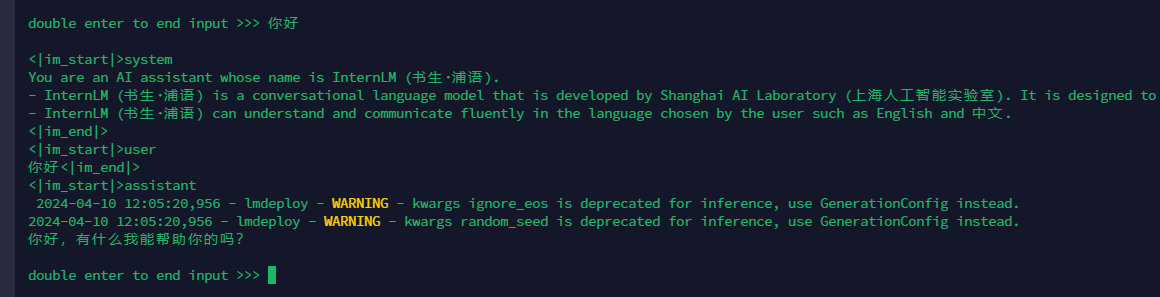 double enter to end input >>> 你好
<|im_start|>system
You are an AI assistant whose name is InternLM (书生·浦语).
- InternLM (书生·浦语) is a conversational language model that is developed by Shanghai AI Laboratory (上海人工智能实验室). It is designed to
- InternLM (书生·浦语) can understand and communicate fluently in the language chosen by the user such as English and 中文.
<|im_end|>
<|im_start|>user
你好<|im_end|>
<|im_start|>assistant
2024-04-10 12:05:20,956 - lmdeploy - WARNING - kwargs ignore_eos is deprecated for inference, use GenerationConfig instead.
2024-04-10 12:05:20,956 - lmdeploy - WARNING - kwargs random_seed is deprecated for inference, use GenerationConfig instead.
你好，有什么我能帮助你的吗？
double enter to end input >>>